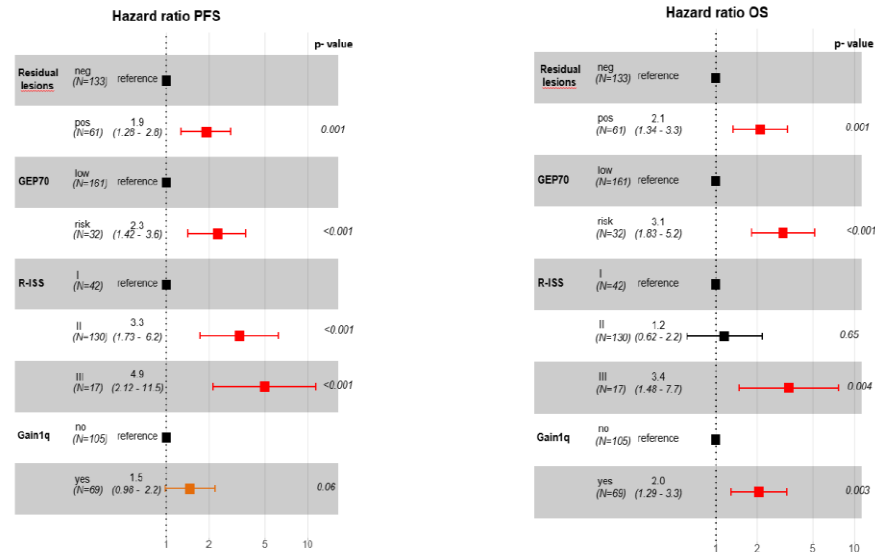 Hazard ratio PFS
p- value
Residual lesions
neg (N=133) reference
pos (N=61) 1.9 (1.28 - 2.8) 0.001
GEP70
low (N=161) reference
risk (N=32) 2.3 (1.42 - 3.6) <0.001
R-ISS
I (N=42) reference
II (N=130) 3.3 (1.73 - 6.2) <0.001
III (N=17) 4.9 (2.12 - 11.5) <0.001
Gain1q
no (N=105) reference
yes (N=69) 1.5 (0.98 - 2.2) 0.06
1 2 5 10
Hazard ratio OS
p- value
Residual lesions
neg (N=133) reference
pos (N=61) 2.1 (1.34 - 3.3) 0.001
GEP70
low (N=161) reference
risk (N=32) 3.1 (1.83 - 5.2) <0.001
R-ISS
I (N=42) reference
II (N=130) 1.2 (0.62 - 2.2) 0.65
III (N=17) 3.4 (1.48 - 7.7) 0.004
Gain1q
no (N=105) reference
yes (N=69) 2.0 (1.29 - 3.3) 0.003
1 2 5 10